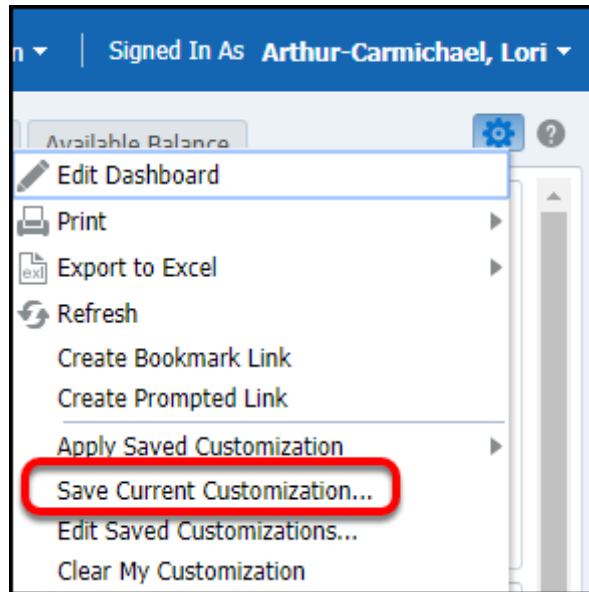 n Signed In As Arthur-Carmichael, Lori
Available Balance
Edit Dashboard
Print
exl Export to Excel
Refresh
Create Bookmark Link
Create Prompted Link
Apply Saved Customization
Save Current Customization...
Edit Saved Customizations...
Clear My Customization